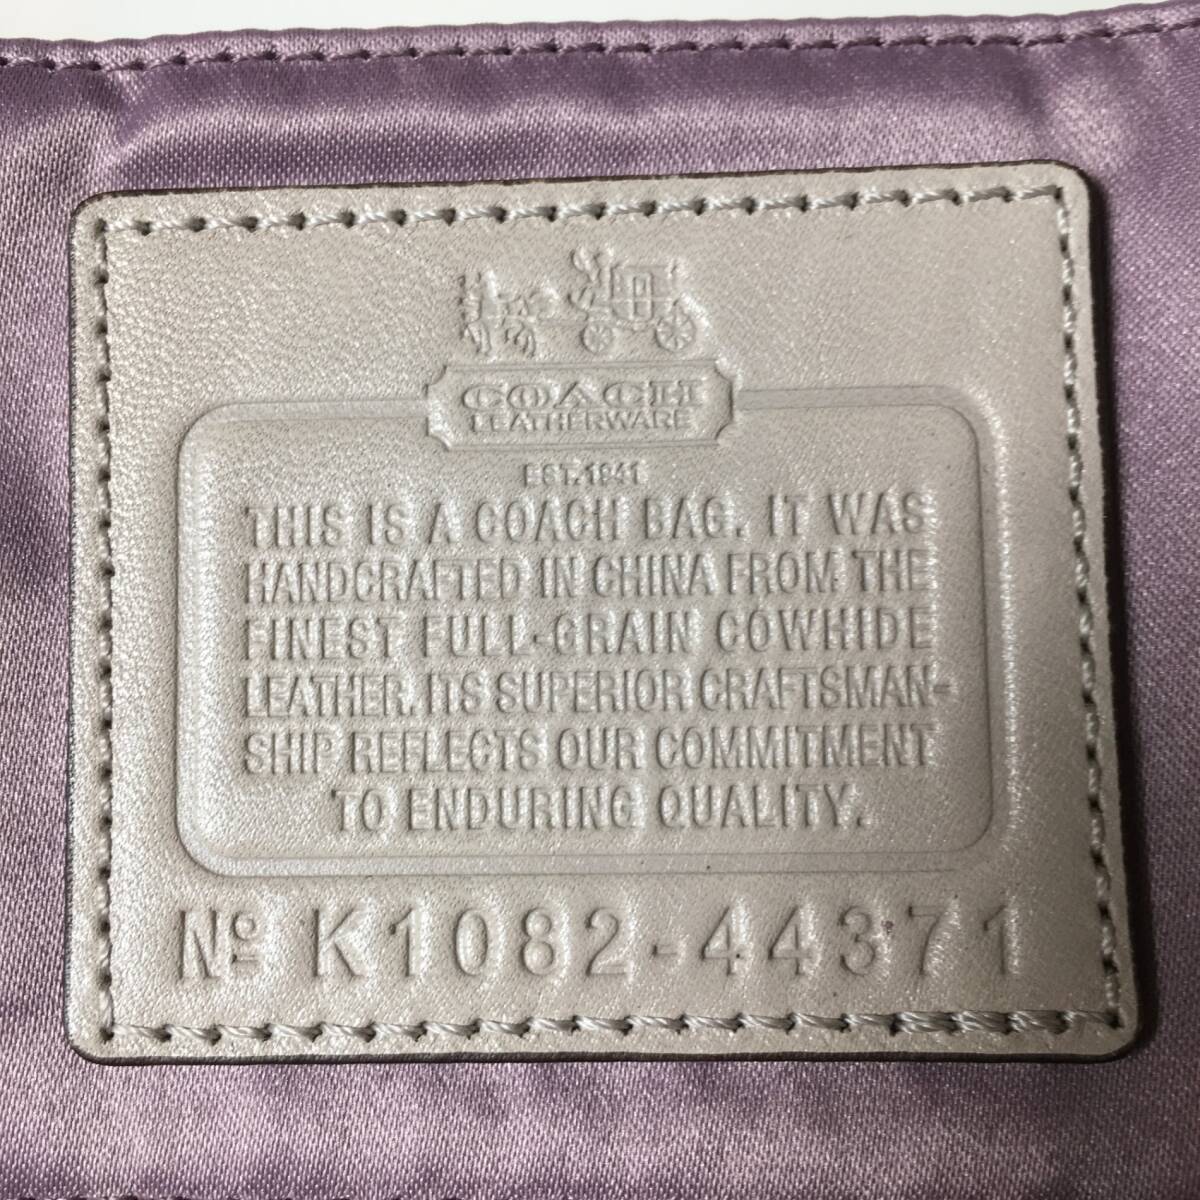 COACH
LEATHERWARE
EST. 1941
THIS IS A COACH BAG. IT WAS
HANDCRAFTED IN CHINA FROM THE
FINEST FULL-GRAIN COWHIDE
LEATHER. ITS SUPERIOR CRAFTSMAN-
SHIP REFLECTS OUR COMMITMENT
TO ENDURING QUALITY.
Nº K1082-44371